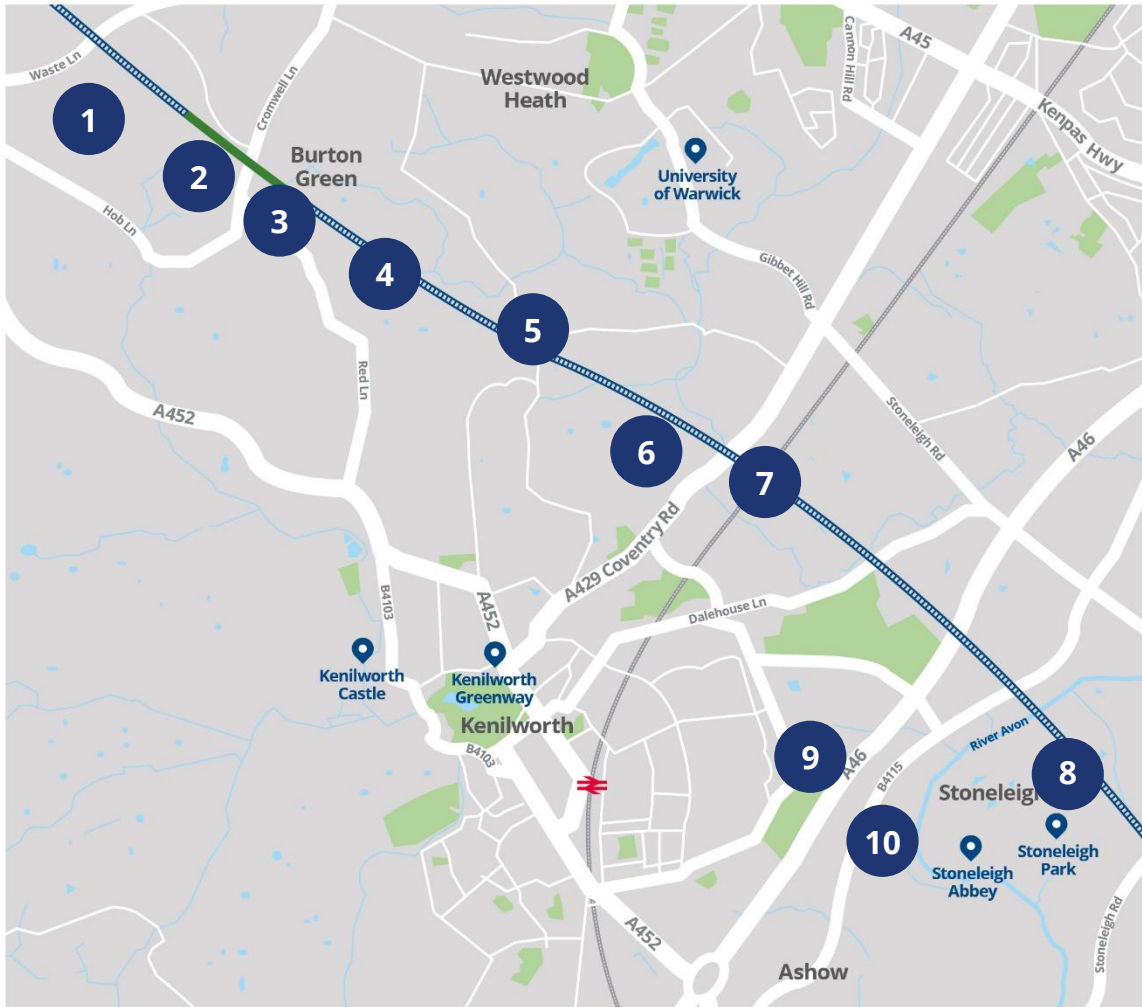 Waste Ln
1
2
Cromwell Ln
Burton
Green
Hob Ln
3
4
Westwood
Heath
Cannon Hill Rd
A45
Kenpas Hwy
University
of Warwick
Gibbet Hill Rd
5
Red Ln
A452
6
7
Stoneleigh Rd
A46
A429 Coventry Rd
B4103
A452
Dalehouse Ln
Kenilworth
Castle
Kenilworth
Greenway
Kenilworth
B4103
River Avon
9
A46
B4115
8
Stoneleig
10
Stoneleigh
Park
Stoneleigh
Abbey
A452
Ashow
Stoneleigh Rd